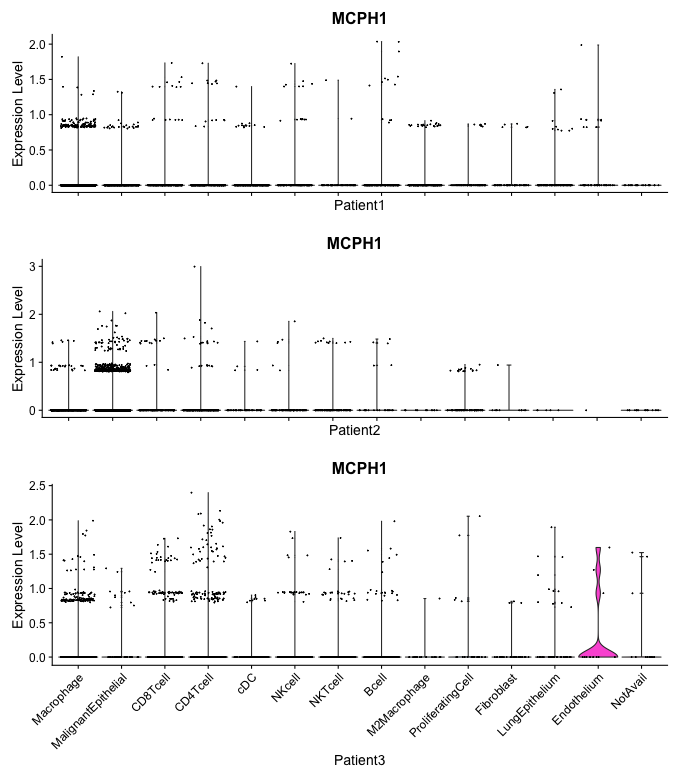 MCPH1
Expression Level
2.0
1.5
1.0
0.5
0.0
Patient1
MCPH1
Expression Level
3
2
1
0
Patient2
MCPH1
Expression Level
2.5
2.0
1.5
1.0
0.5
0.0
Macrophage
MalignantEpithelial
CD8Tcell
CD4Tcell
cDC
NKcell
NKTcell
Bcell
M2Macrophage
ProliferatingCell
Fibroblast
LungEpithelium
Endothelium
NotAvail
Patient3